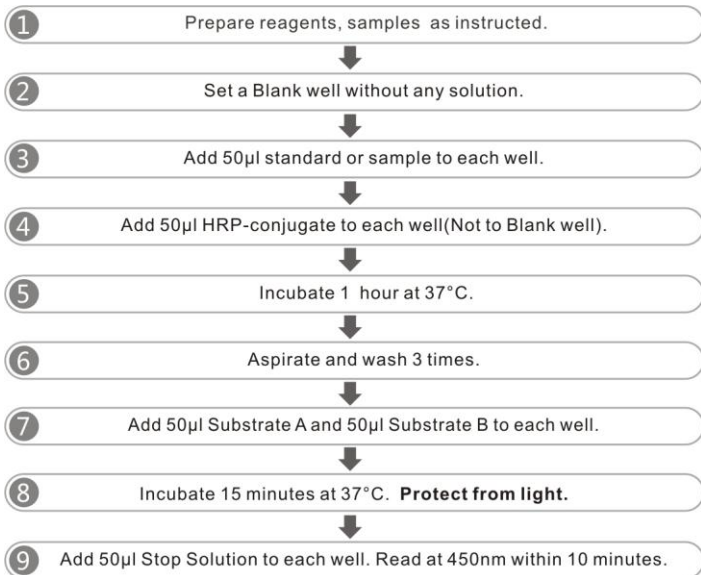 1 Prepare reagents, samples as instructed.
2 Set a Blank well without any solution.
3 Add 50µl standard or sample to each well.
4 Add 50µl HRP-conjugate to each well(Not to Blank well).
5 Incubate 1 hour at 37°C.
6 Aspirate and wash 3 times.
7 Add 50µl Substrate A and 50µl Substrate B to each well.
8 Incubate 15 minutes at 37°C. Protect from light.
9 Add 50µl Stop Solution to each well. Read at 450nm within 10 minutes.